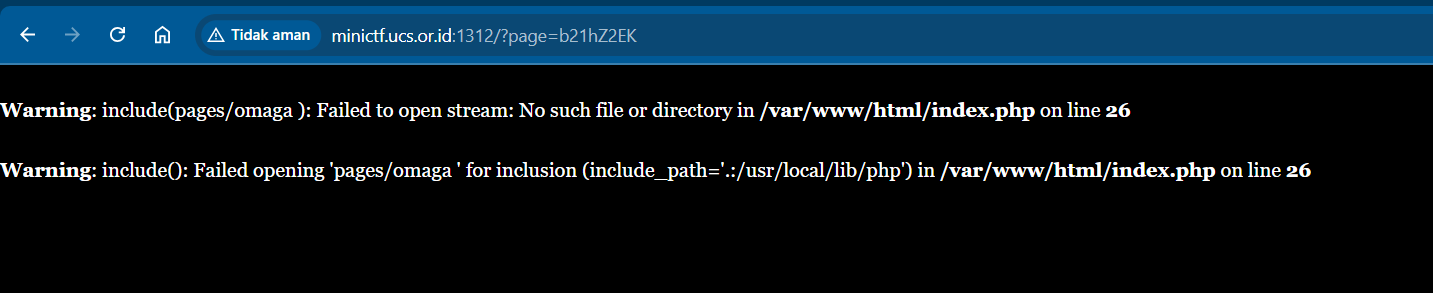 Tidak aman minictf.ucs.or.id:1312/?page=b21hZ2EK
Warning: include(pages/omaga ): Failed to open stream: No such file or directory in /var/www/html/index.php on line 26
Warning: include(): Failed opening 'pages/omaga ' for inclusion (include_path='.:/usr/local/lib/php') in /var/www/html/index.php on line 26